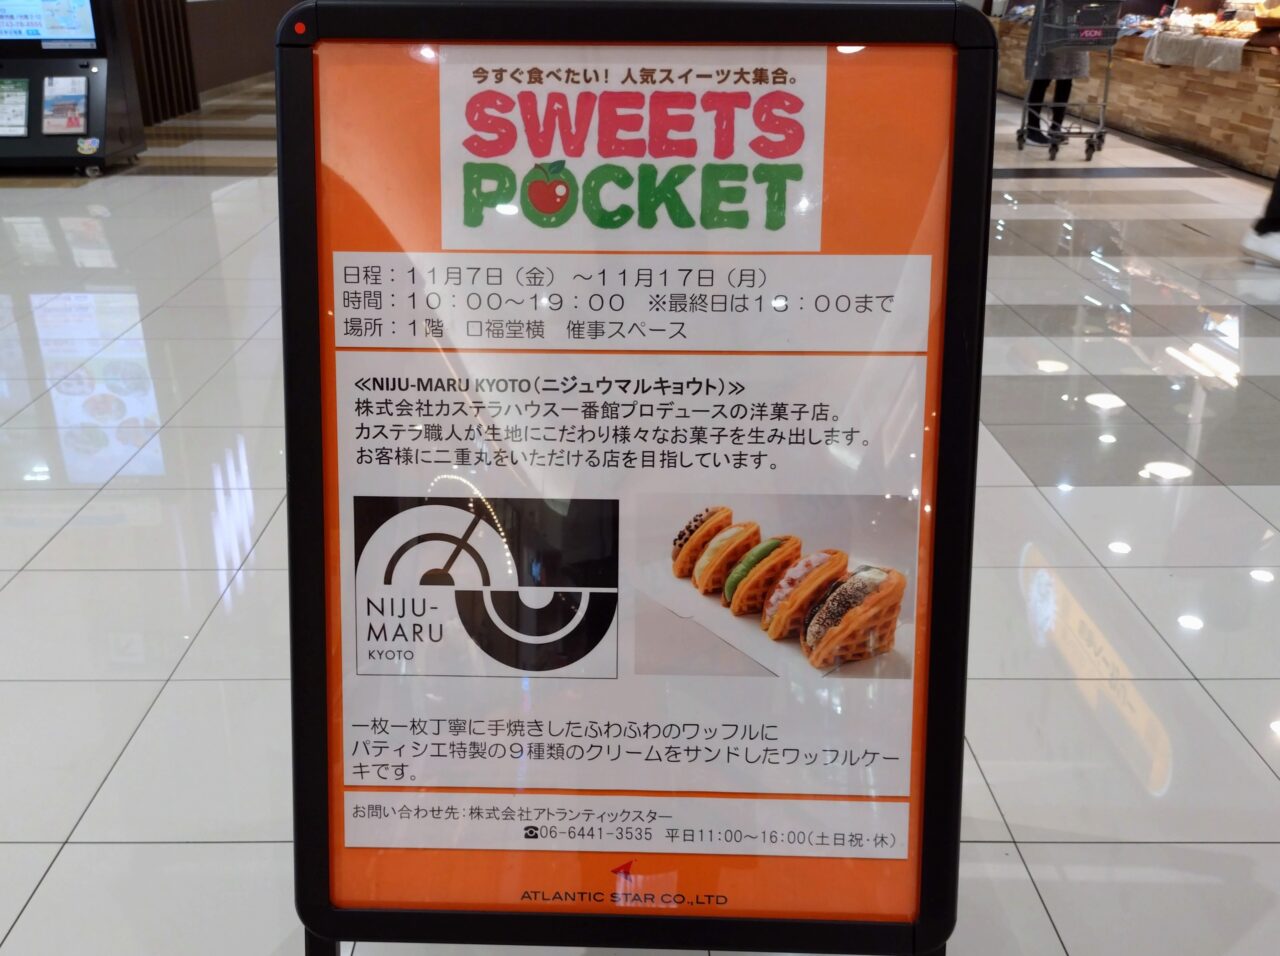 今すぐ食べたい！人気スイーツ大集合。
SWEETS
POCKET
日程：１１月７日（金）～１１月１７日（月）
時間：１０：００～１９：００　※最終日は１８：００まで
場所：１階　口福堂横　催事スペース
≪NIJU-MARU KYOTO（ニジュウマルキョウト）≫
株式会社カステラハウス一番館プロデュースの洋菓子店。
カステラ職人が生地にこだわり様々なお菓子を生み出します。
お客様に二重丸をいただける店を目指しています。
NIJU-
MARU
KYOTO
一枚一枚丁寧に手焼きしたふわふわのワッフルに
パティシエ特製の９種類のクリームをサンドしたワッフルケー
キです。
お問い合わせ先：株式会社アトランティックスター
☎06-6441-3535　平日11:00～16:00（土日祝・休）
ATLANTIC STAR CO.,LTD
AEON